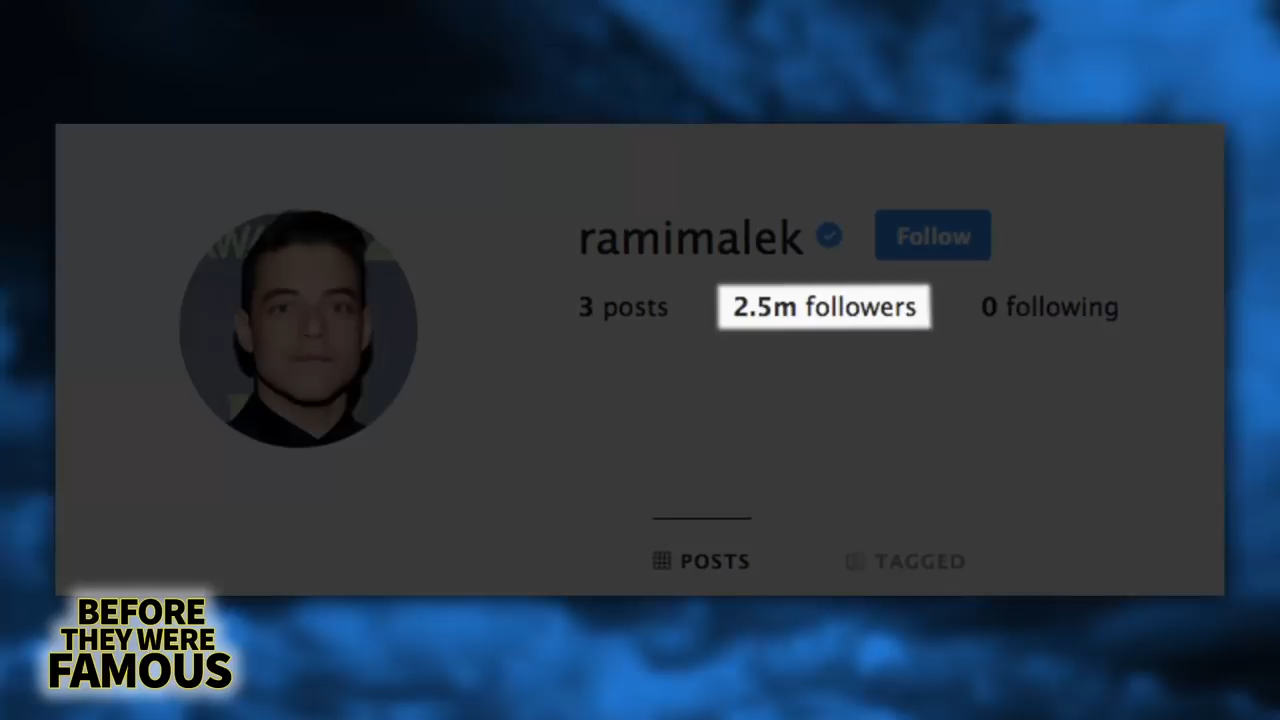 ramimalek Follow
3 posts 2.5m followers 0 following
POSTS TAGGED
BEFORE
THEY WERE
FAMOUS